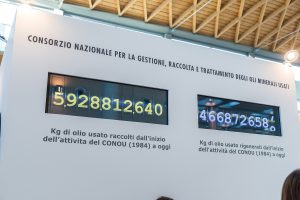 CONSORZIO NAZIONALE PER LA GESTIONE, RACCOLTA E TRATTAMENTO DEGLI OLI MINERALI USATI
5928812640
466872658
Kg di olio usato raccolti dall'inizio
dell'attività del CONOU (1984) a oggi
Kg di olio usato rigenerati dall'inizio
dell'attività del CONOU (1984) a oggi